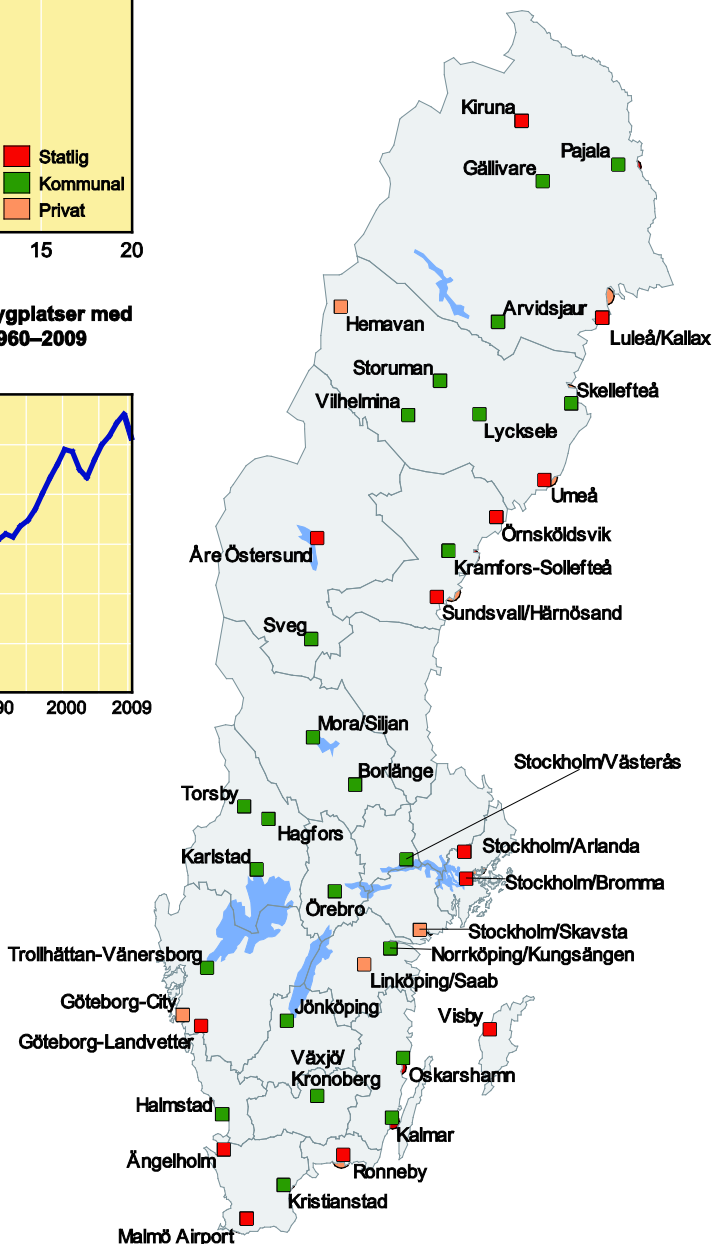 Statlig
Kommunal
Privat
15 20
ygplatser med
960–2009
90 2000 2009
Kiruna
Pajala
Gällivare
Arvidsjaur
Hemavan
Luleå/Kallax
Storuman
Skellefteå
Vilhelmina
Lycksele
Umeå
Örnsköldsvik
Åre Östersund
Kramfors-Sollefteå
Sundsvall/Härnösand
Sveg
Mora/Siljan
Stockholm/Västerås
Borlänge
Torsby
Hagfors
Stockholm/Arlanda
Karlstad
Stockholm/Bromma
Örebro
Stockholm/Skavsta
Trollhättan-Vänersborg
Norrköping/Kungsängen
Linköping/Saab
Göteborg-City
Jönköping
Visby
Göteborg-Landvetter
Växjö/
Kronoberg
Oskarshamn
Halmstad
Kalmar
Ängelholm
Ronneby
Kristianstad
Malmö Airport